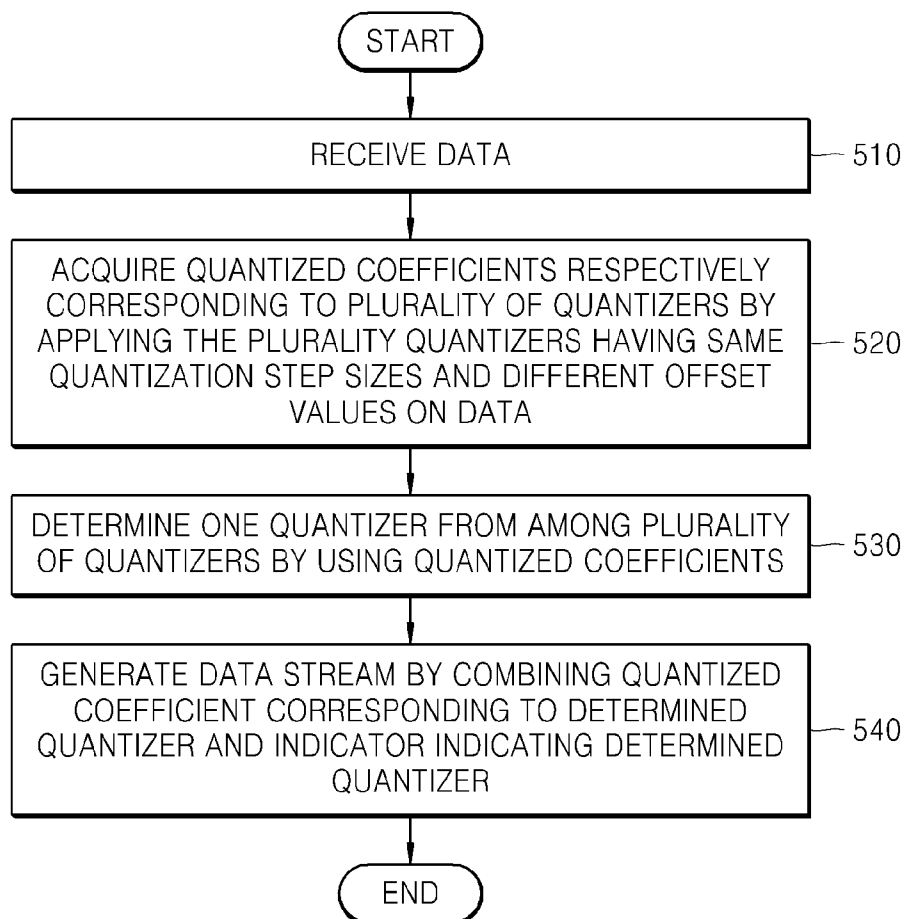 START
RECEIVE DATA
510
ACQUIRE QUANTIZED COEFFICIENTS RESPECTIVELY
CORRESPONDING TO PLURALITY OF QUANTIZERS BY
APPLYING THE PLURALITY QUANTIZERS HAVING SAME
QUANTIZATION STEP SIZES AND DIFFERENT OFFSET
VALUES ON DATA
520
DETERMINE ONE QUANTIZER FROM AMONG PLURALITY
OF QUANTIZERS BY USING QUANTIZED COEFFICIENTS
530
GENERATE DATA STREAM BY COMBINING QUANTIZED
COEFFICIENT CORRESPONDING TO DETERMINED
QUANTIZER AND INDICATOR INDICATING DETERMINED
QUANTIZER
540
END